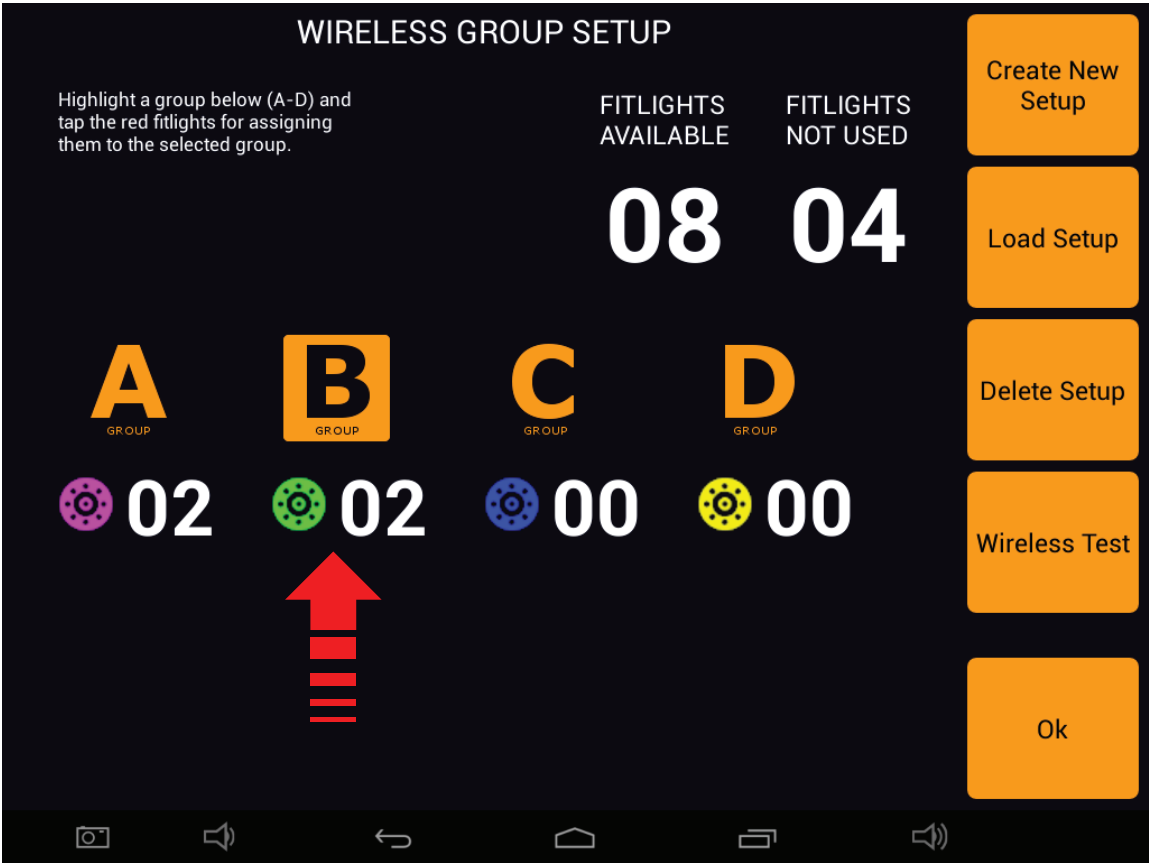 WIRELESS GROUP SETUP
Highlight a group below (A-D) and
tap the red fitlights for assigning
them to the selected group.
FITLIGHTS
AVAILABLE
08
FITLIGHTS
NOT USED
04
A
GROUP
02
B
GROUP
02
C
GROUP
00
D
GROUP
00
Create New
Setup
Load Setup
Delete Setup
Wireless Test
Ok